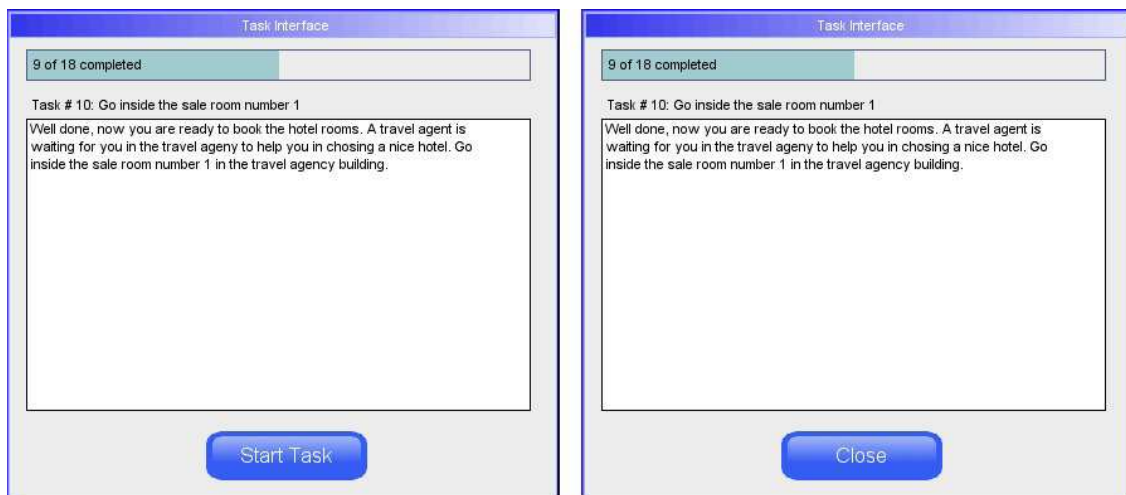 Task Interface
9 of 18 completed
Task # 10: Go inside the sale room number 1
Well done, now you are ready to book the hotel rooms. A travel agent is
waiting for you in the travel ageny to help you in chosing a nice hotel. Go
inside the sale room number 1 in the travel agency building.
Start Task
Task Interface
9 of 18 completed
Task # 10: Go inside the sale room number 1
Well done, now you are ready to book the hotel rooms. A travel agent is
waiting for you in the travel ageny to help you in chosing a nice hotel. Go
inside the sale room number 1 in the travel agency building.
Close